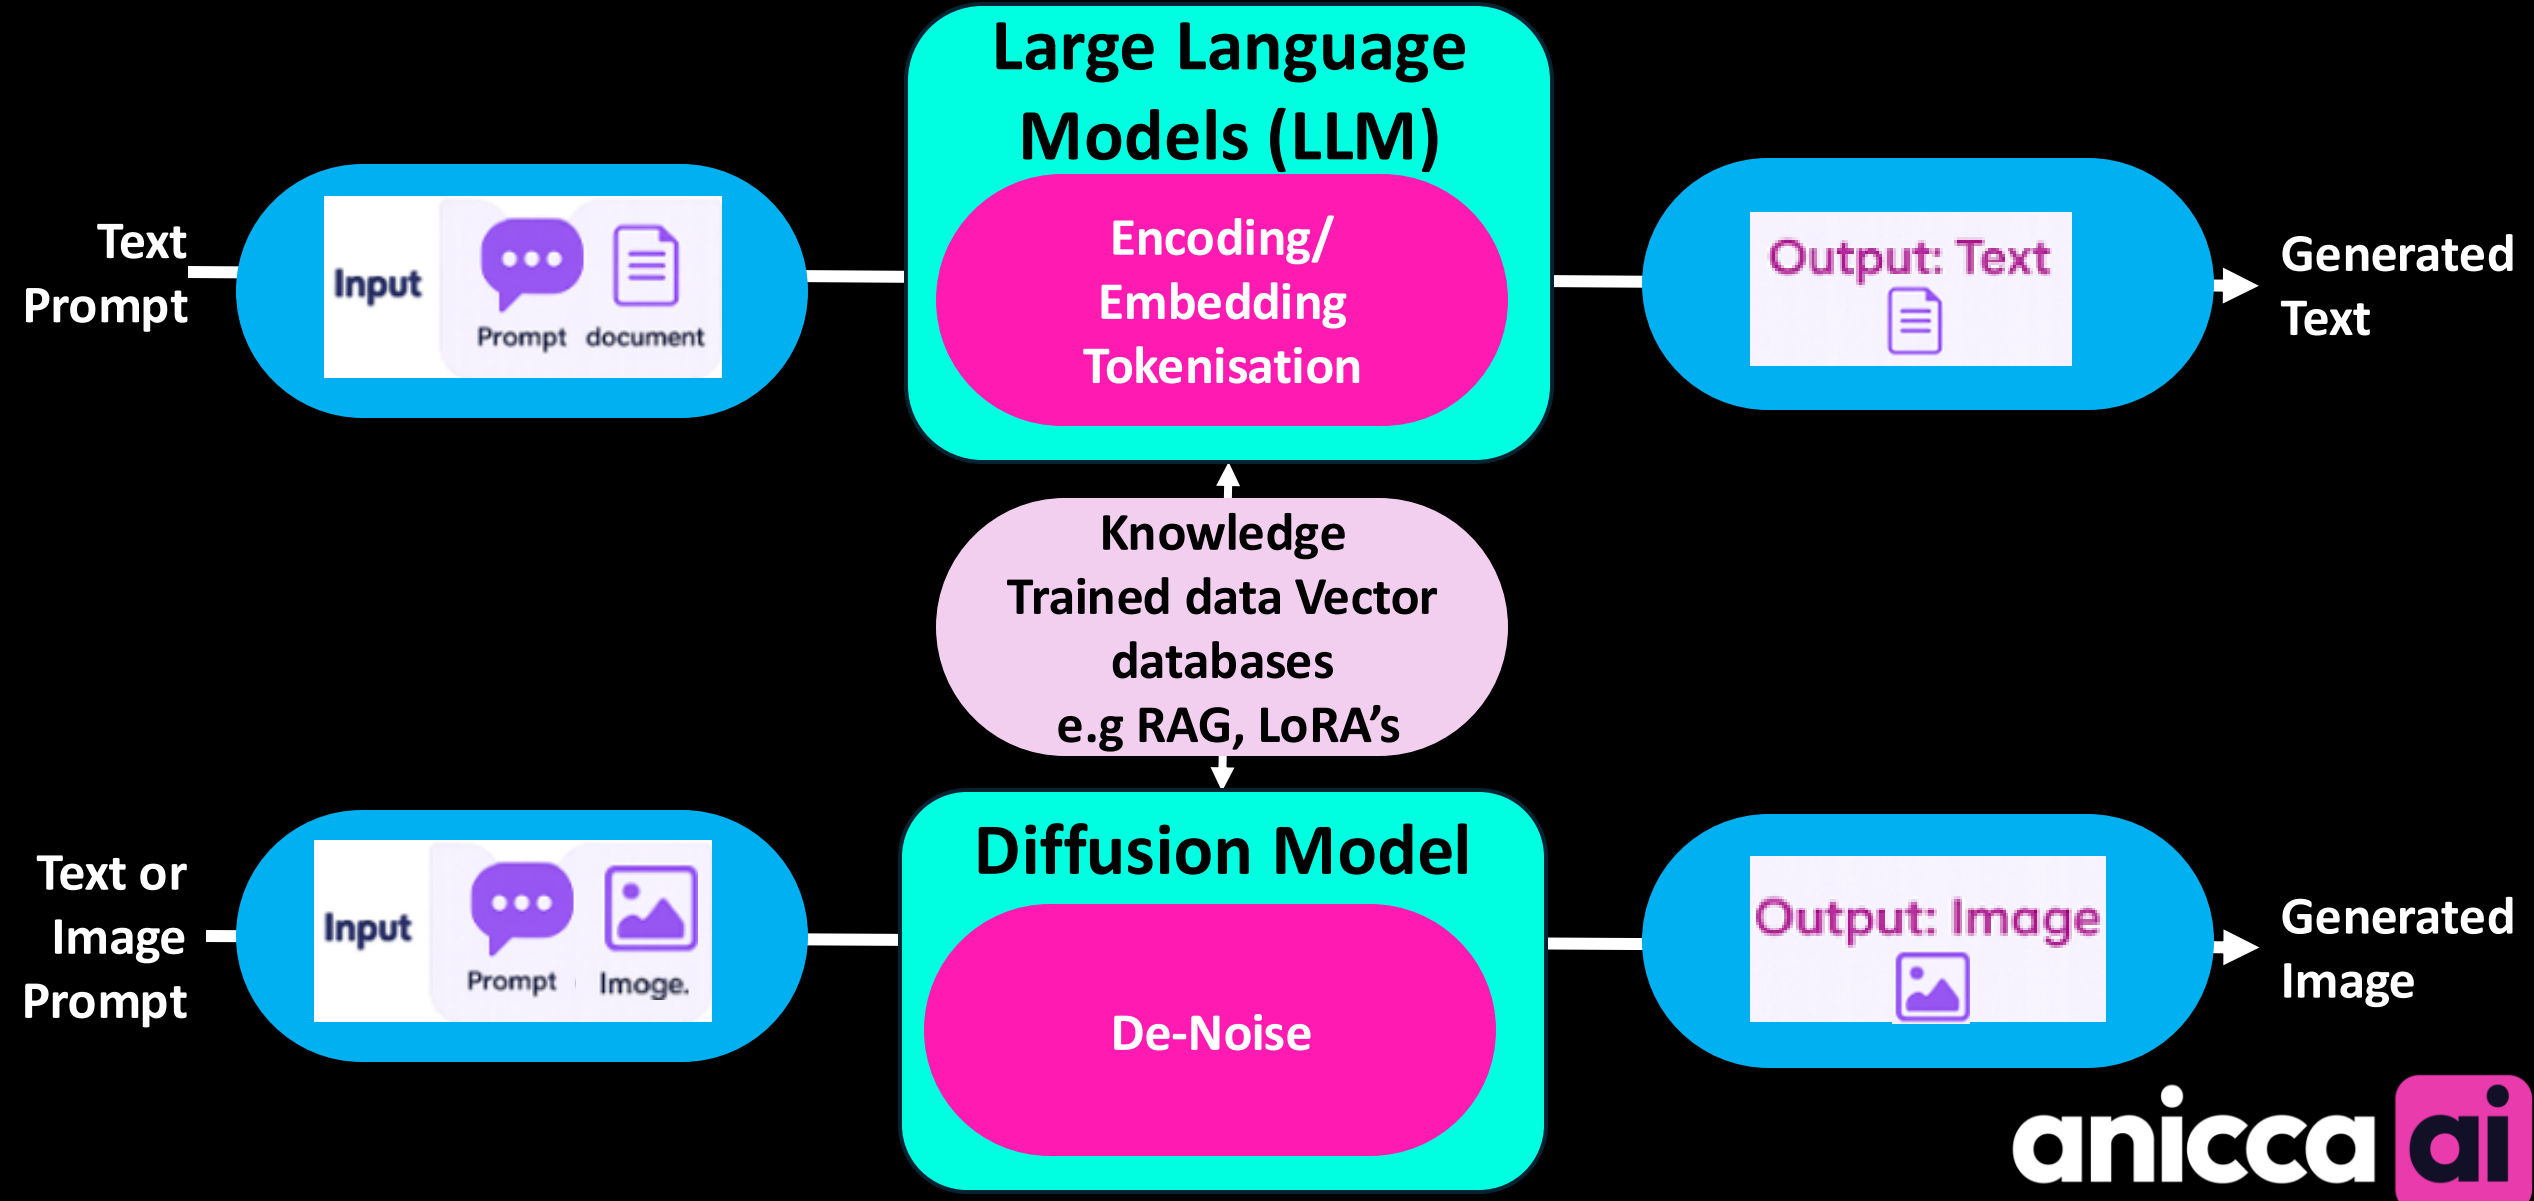 Large Language
Models (LLM)
Text
Prompt
Input
Prompt document
Encoding/
Embedding
Tokenisation
Output: Text
Generated
Text
Knowledge
Trained data Vector
databases
e.g RAG, LoRA’s
Diffusion Model
Text or
Image
Prompt
Input
Prompt Imoge.
De-Noise
Output: Image
Generated
Image
anicca ai